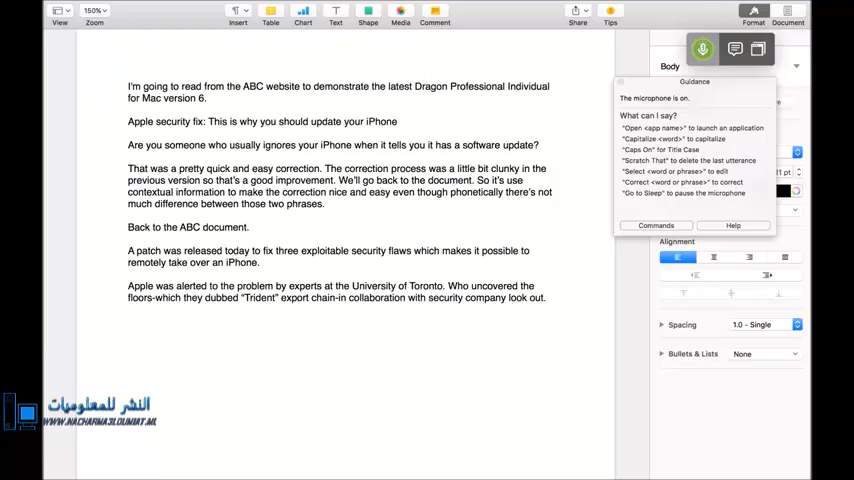 150%
View
Zoom
Insert
Table
Chart
Text
Shape
Media
Comment
Share
Tips
Format
Document
I'm going to read from the ABC website to demonstrate the latest Dragon Professional Individual
for Mac version 6.
Apple security fix: This is why you should update your iPhone
Are you someone who usually ignores your iPhone when it tells you it has a software update?
That was a pretty quick and easy correction. The correction process was a little bit clunky in the
previous version so that's a good improvement. We'll go back to the document. So it's use
contextual information to make the correction nice and easy even though phonetically there's not
much difference between those two phrases.
Back to the ABC document.
A patch was released today to fix three exploitable security flaws which makes it possible to
remotely take over an iPhone.
Apple was alerted to the problem by experts at the University of Toronto. Who uncovered the
floors-which they dubbed “Trident” export chain-in collaboration with security company look out.
Body
Guidance
The microphone is on.
What can I say?
"Open <app name>" to launch an application
"Capitalize <word>" to capitalize
"Caps On" for Title Case
"Scratch That" to delete the last utterance
"Select <word or phrase>" to edit
"Correct <word or phrase>" to correct
"Go to Sleep" to pause the microphone
Commands
Help
11 pt
Alignment
Spacing
1.0 - Single
Bullets & Lists
None
النشر للمعلوميات
WWW.NACHARMA3LOUMIAT.ML